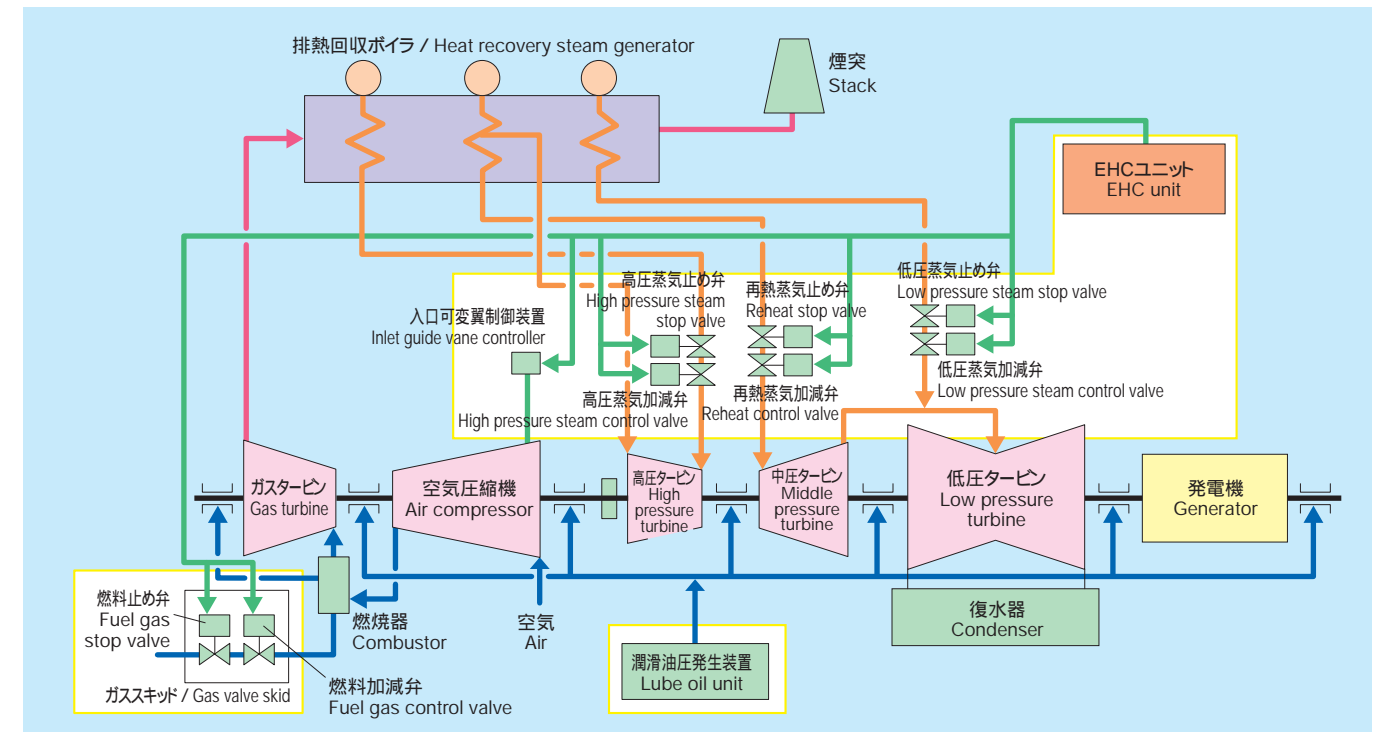 排熱回収ボイラ / Heat recovery steam generator
煙突
Stack
EHCユニット
EHC unit
高圧蒸気止め弁
High pressure steam
stop valve
再熱蒸気止め弁
Reheat stop valve
低圧蒸気止め弁
Low pressure steam stop valve
入口可変翼制御装置
Inlet guide vane controller
高圧蒸気加減弁
High pressure steam control valve
再熱蒸気加減弁
Reheat control valve
低圧蒸気加減弁
Low pressure steam control valve
ガスタービン
Gas turbine
空気圧縮機
Air compressor
高圧タービン
High
pressure
turbine
中圧タービン
Middle
pressure
turbine
低圧タービン
Low pressure
turbine
発電機
Generator
燃料止め弁
Fuel gas
stop valve
燃焼器
Combustor
空気
Air
復水器
Condenser
潤滑油圧発生装置
Lube oil unit
ガススキッド / Gas valve skid
燃料加減弁
Fuel gas control valve